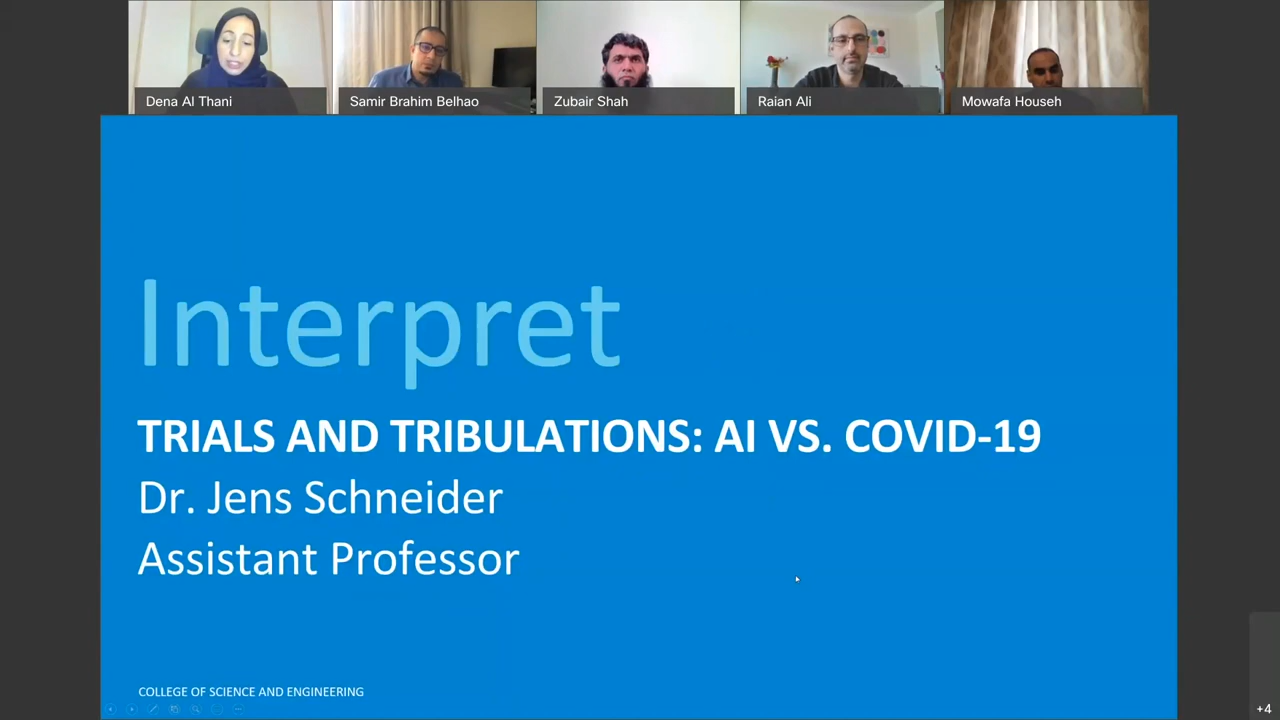 Dena Al Thani
Samir Brahim Belhao
Zubair Shah
Raian Ali
Mowafa Househ
Interpret
TRIALS AND TRIBULATIONS: AI VS. COVID-19
Dr. Jens Schneider
Assistant Professor
COLLEGE OF SCIENCE AND ENGINEERING
+4